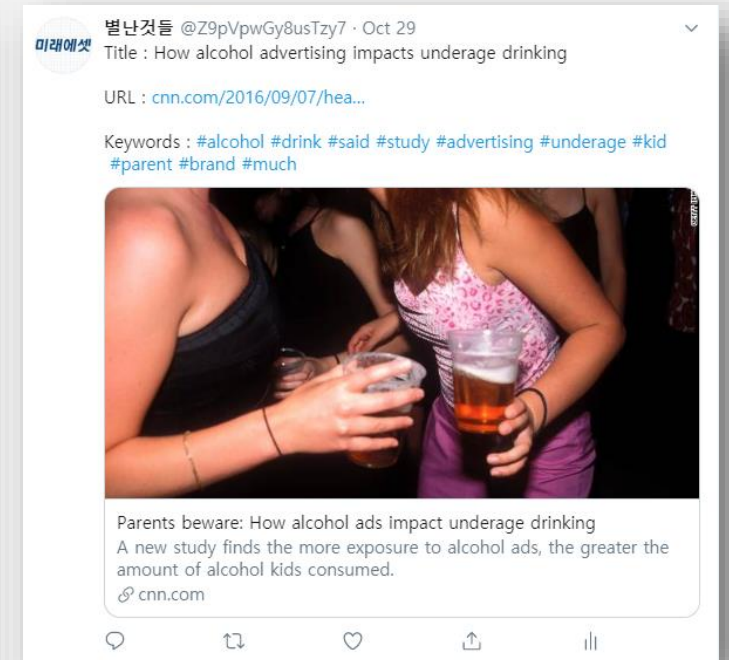 별난것들 @Z9pVpwGy8usTzy7 · Oct 29
미래에셋
Title : How alcohol advertising impacts underage drinking
URL : cnn.com/2016/09/07/hea...
Keywords : #alcohol #drink #said #study #advertising #underage #kid
#parent #brand #much
Parents beware: How alcohol ads impact underage drinking
A new study finds the more exposure to alcohol ads, the greater the
amount of alcohol kids consumed.
cnn.com